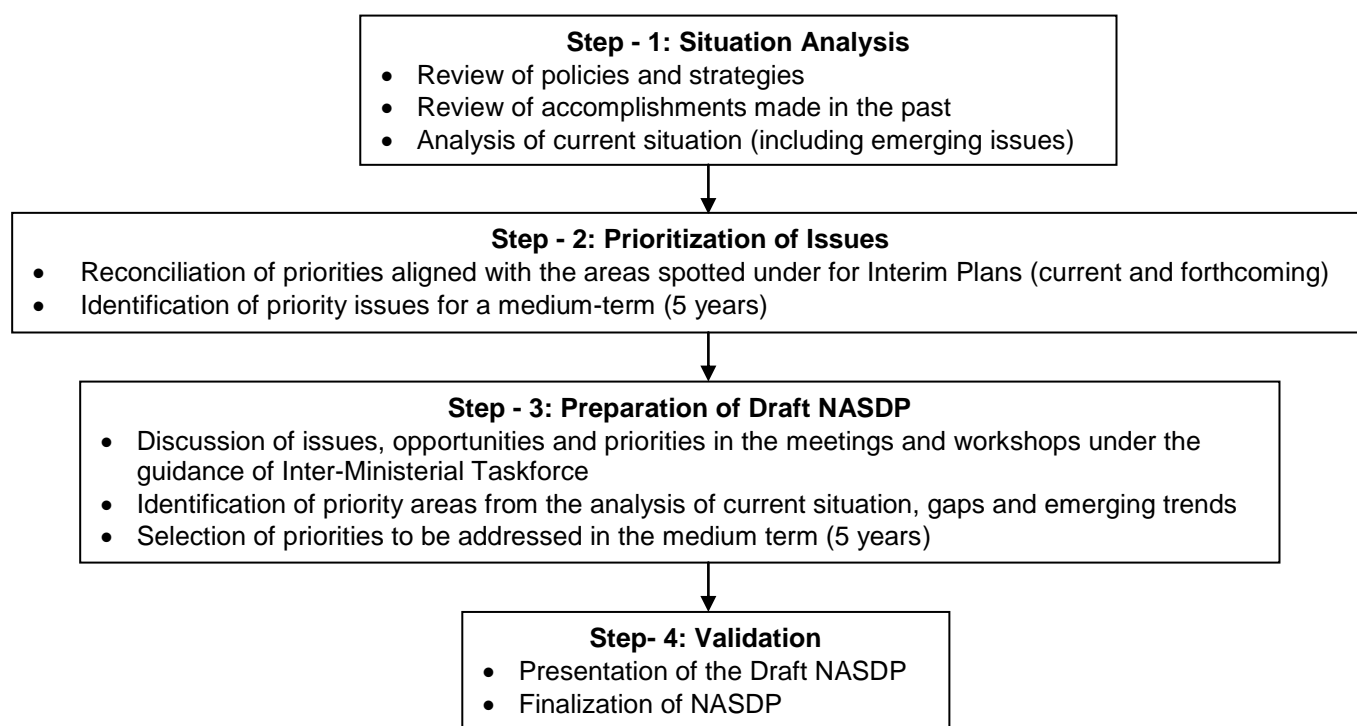 Step - 1: Situation Analysis
• Review of policies and strategies
• Review of accomplishments made in the past
• Analysis of current situation (including emerging issues)
Step - 2: Prioritization of Issues
• Reconciliation of priorities aligned with the areas spotted under for Interim Plans (current and forthcoming)
• Identification of priority issues for a medium-term (5 years)
Step - 3: Preparation of Draft NASDP
• Discussion of issues, opportunities and priorities in the meetings and workshops under the
guidance of Inter-Ministerial Taskforce
• Identification of priority areas from the analysis of current situation, gaps and emerging trends
• Selection of priorities to be addressed in the medium term (5 years)
Step- 4: Validation
• Presentation of the Draft NASDP
• Finalization of NASDP